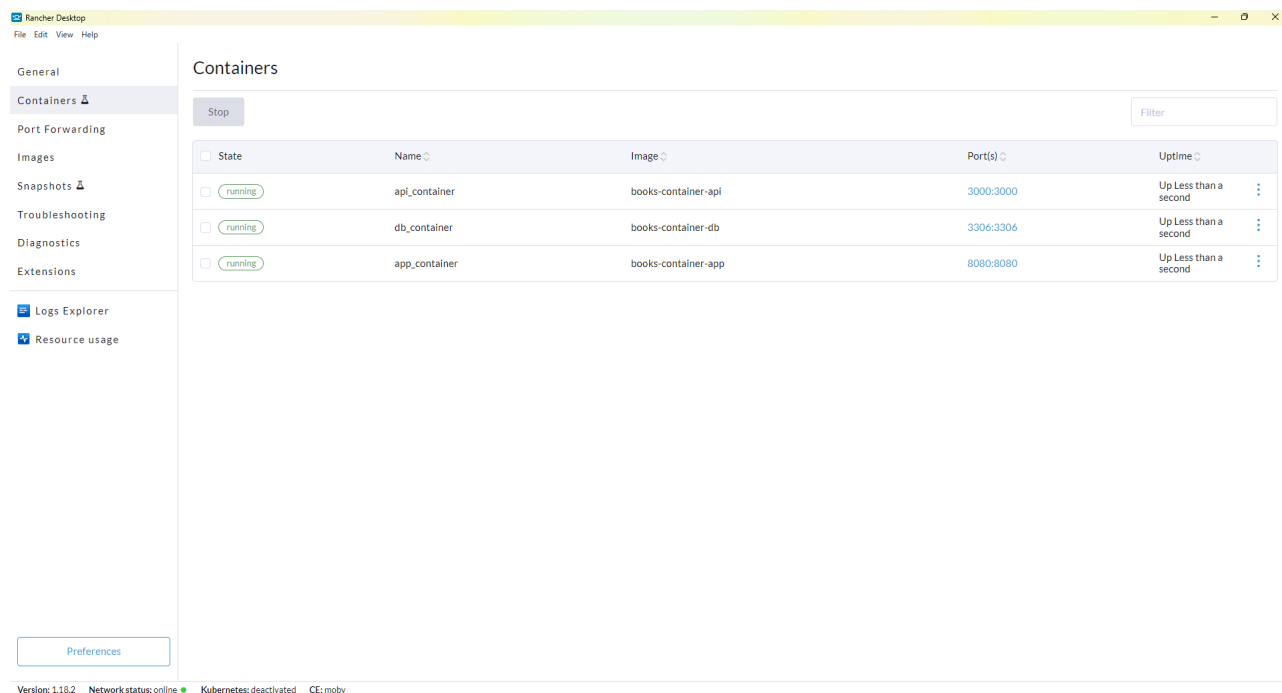 Rancher Desktop
File Edit View Help
General
Containers
Port Forwarding
Images
Snapshots
Troubleshooting
Diagnostics
Extensions
Logs Explorer
Resource usage
Preferences
Containers
Stop
Filter
State Name Image Port(s) Uptime
running api_container books-container-api 3000:3000 Up Less than a
second
running db_container books-container-db 3306:3306 Up Less than a
second
running app_container books-container-app 8080:8080 Up Less than a
second
Version: 1.18.2 Network status: online Kubernetes: deactivated CE: moby